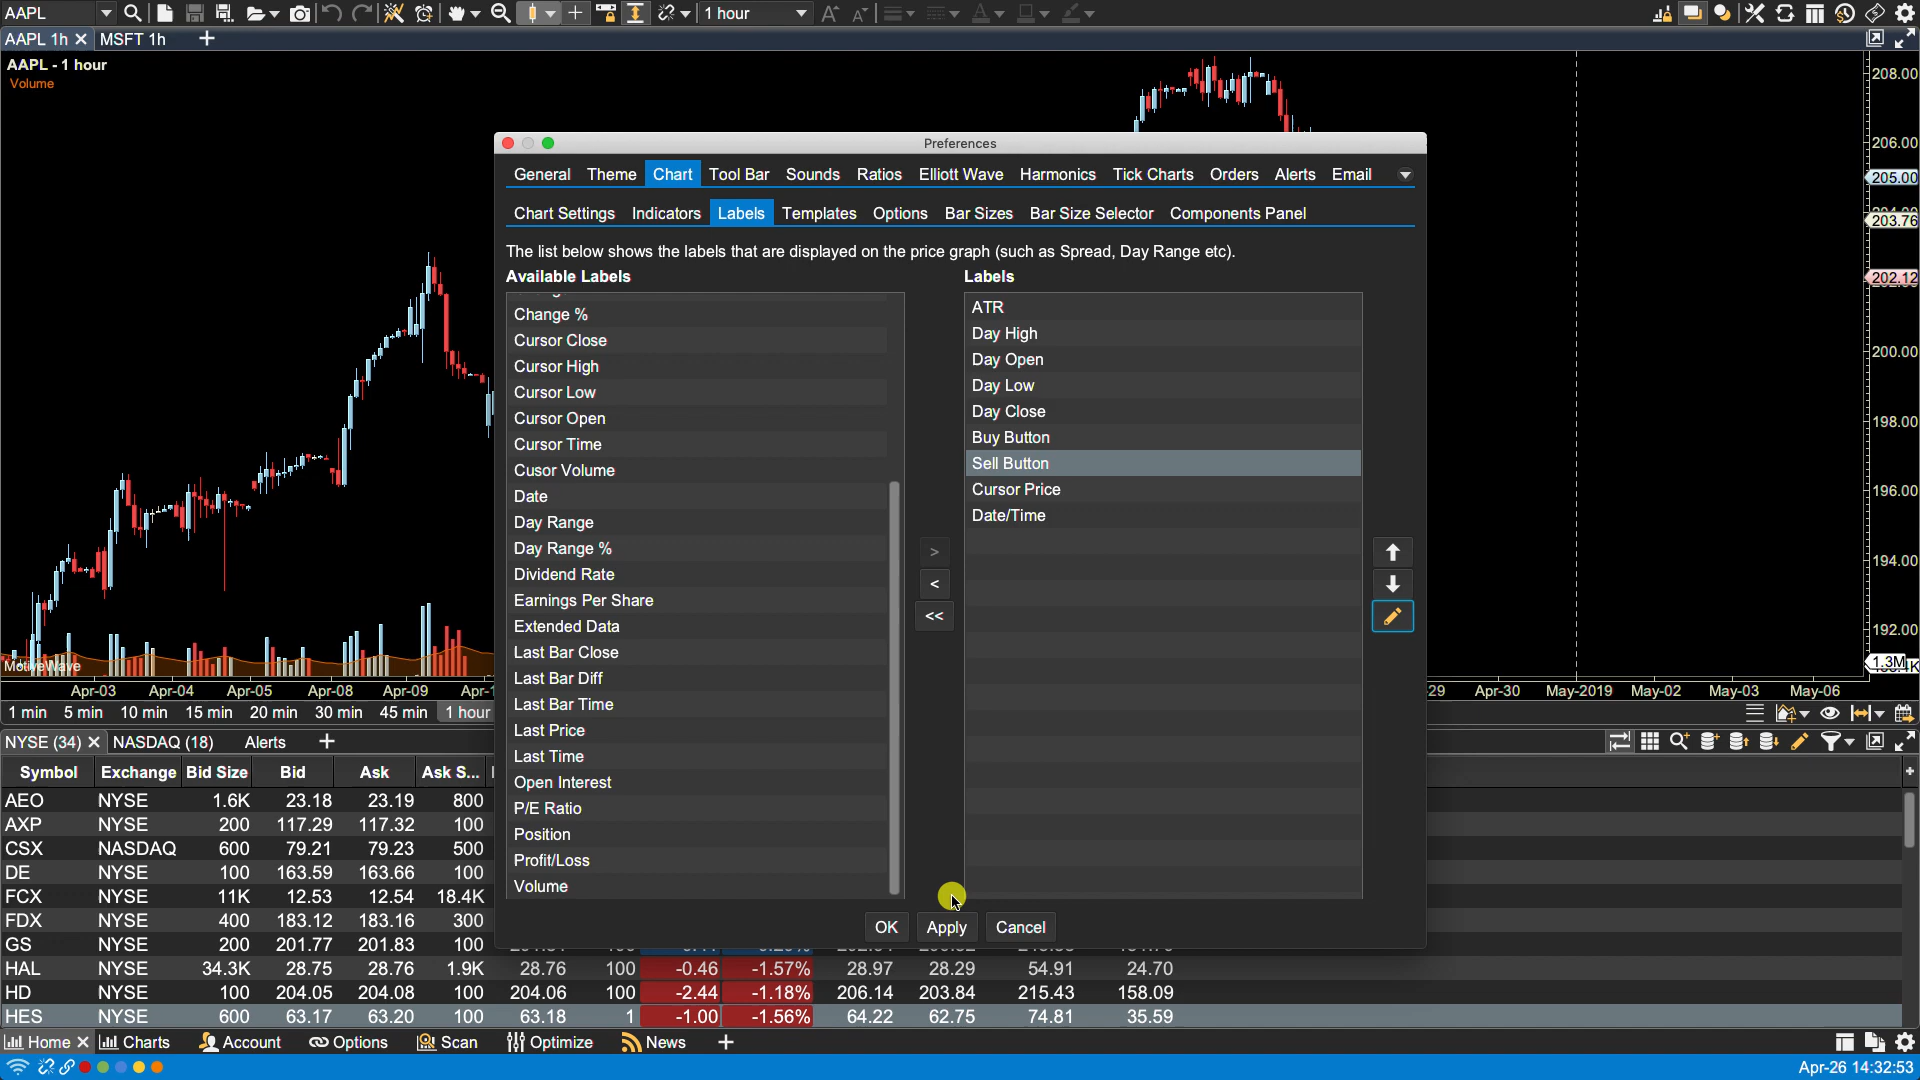 AAPL 1 hour
AAPL 1h MSFT 1h
AAPL - 1 hour
Volume
208.00
206.00
205.00
203.76
202.12
200.00
198.00
196.00
194.00
192.00
1.3M
Preferences
General Theme Chart Tool Bar Sounds Ratios Elliott Wave Harmonics Tick Charts Orders Alerts Email
Chart Settings Indicators Labels Templates Options Bar Sizes Bar Size Selector Components Panel
The list below shows the labels that are displayed on the price graph (such as Spread, Day Range etc).
Available Labels
Change %
Cursor Close
Cursor High
Cursor Low
Cursor Open
Cursor Time
Cusor Volume
Date
Day Range
Day Range %
Dividend Rate
Earnings Per Share
Extended Data
Last Bar Close
Last Bar Diff
Last Bar Time
Last Price
Last Time
Open Interest
P/E Ratio
Position
Profit/Loss
Volume
>
<
<<
Labels
ATR
Day High
Day Open
Day Low
Day Close
Buy Button
Sell Button
Cursor Price
Date/Time
OK Apply Cancel
MotiveWave
Apr-03 Apr-04 Apr-05 Apr-08 Apr-09 Apr-1 29 Apr-30 May-2019 May-02 May-03 May-06
1 min 5 min 10 min 15 min 20 min 30 min 45 min 1 hour
NYSE (34) NASDAQ (18) Alerts
Symbol Exchange Bid Size Bid Ask Ask S...
AEO NYSE 1.6K 23.18 23.19 800
AXP NYSE 200 117.29 117.32 100
CSX NASDAQ 600 79.21 79.23 500
DE NYSE 100 163.59 163.66 100
FCX NYSE 11K 12.53 12.54 18.4K
FDX NYSE 400 183.12 183.16 300
GS NYSE 200 201.77 201.83 100
HAL NYSE 34.3K 28.75 28.76 1.9K 28.76 100 -0.46 -1.57% 28.97 28.29 54.91 24.70
HD NYSE 100 204.05 204.08 100 204.06 100 -2.44 -1.18% 206.14 203.84 215.43 158.09
HES NYSE 600 63.17 63.20 100 63.18 1 -1.00 -1.56% 64.22 62.75 74.81 35.59
Home Charts Account Options Scan Optimize News
Apr-26 14:32:53